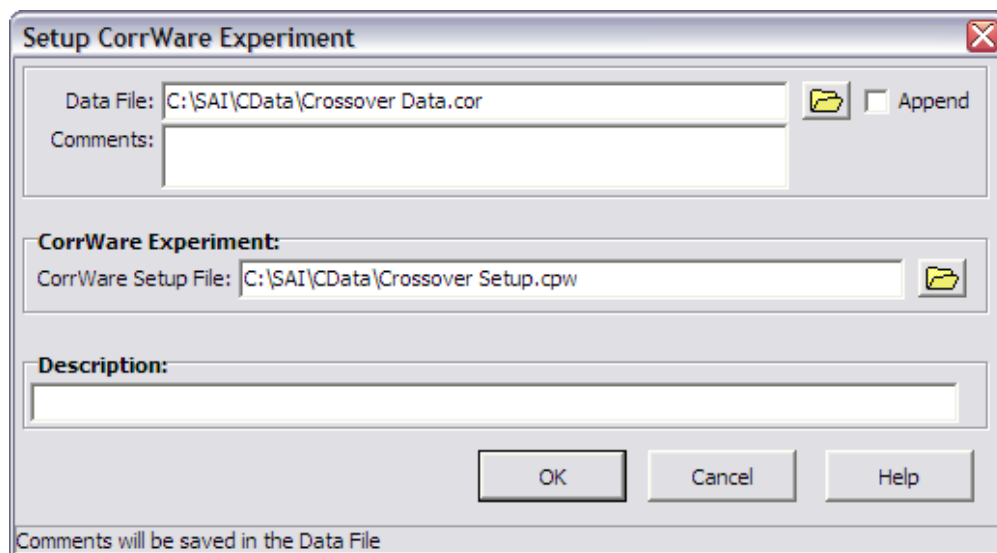 Setup CorrWare Experiment
Data File: C:\SAI\CData\Crossover Data.cor Append
Comments:
CorrWare Experiment:
CorrWare Setup File: C:\SAI\CData\Crossover Setup.cpw
Description:
OK Cancel Help
Comments will be saved in the Data File